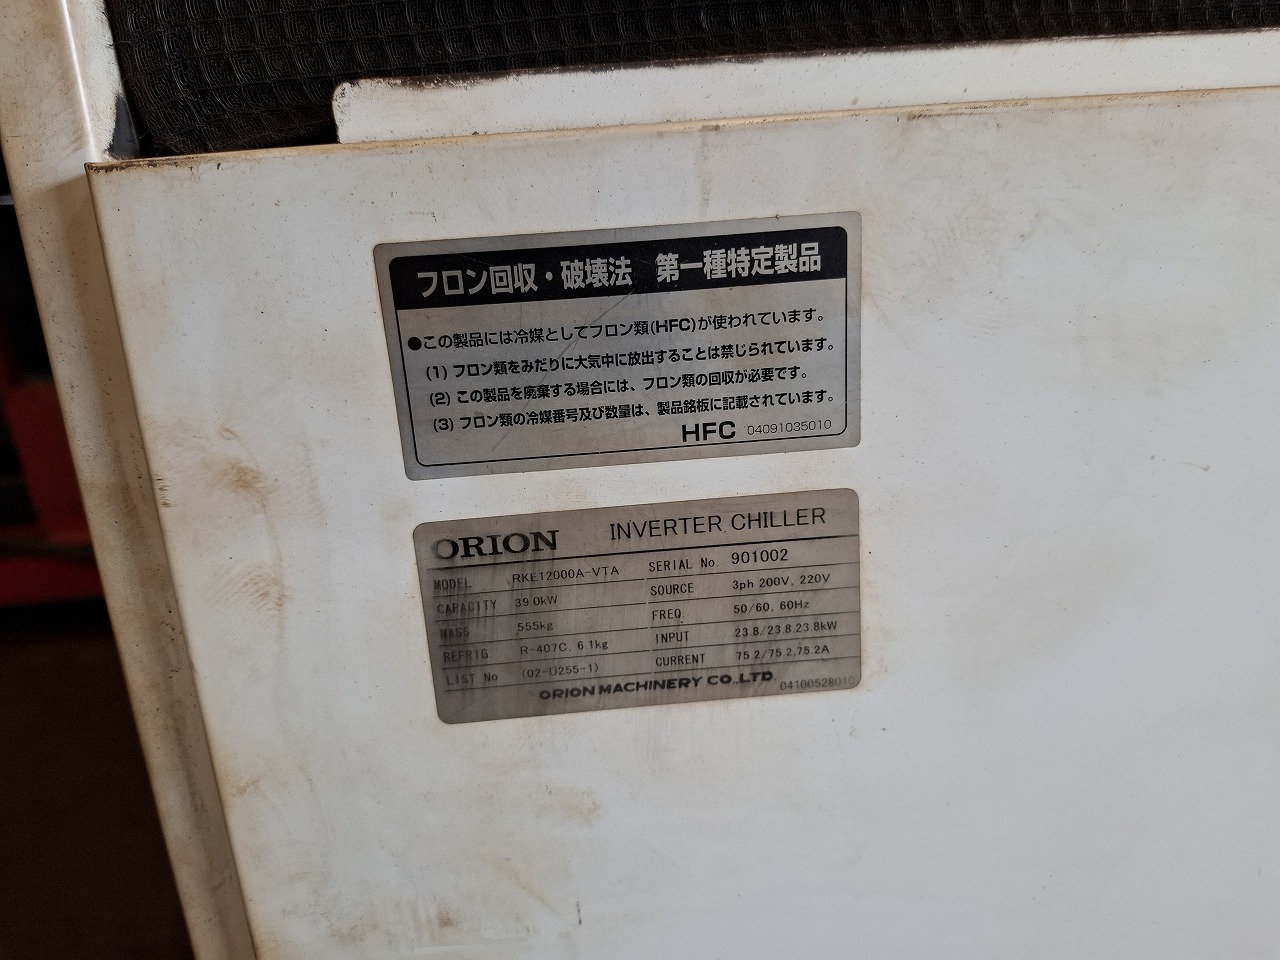 フロン回収・破壊法 第一種特定製品
●この製品には冷媒としてフロン類(HFC)が使われています。
(1) フロン類をみだりに大気中に放出することは禁じられています。
(2) この製品を廃棄する場合には、フロン類の回収が必要です。
(3) フロン類の冷媒番号及び数量は、製品銘板に記載されています。
HFC 04091035010
ORION INVERTER CHILLER
MODEL RKE12000A-VTA SERIAL No 901002
CAPACITY 39.0kW SOURCE 3ph 200V, 220V
MASS 555kg FREQ. 50/60, 60Hz
REFRIG R-407C, 6.1kg INPUT 23.8/23.8,23.8kW
LIST No (02-U255-1) CURRENT 75.2/75.2,75.2A
ORION MACHINERY CO.,LTD. 04100528010